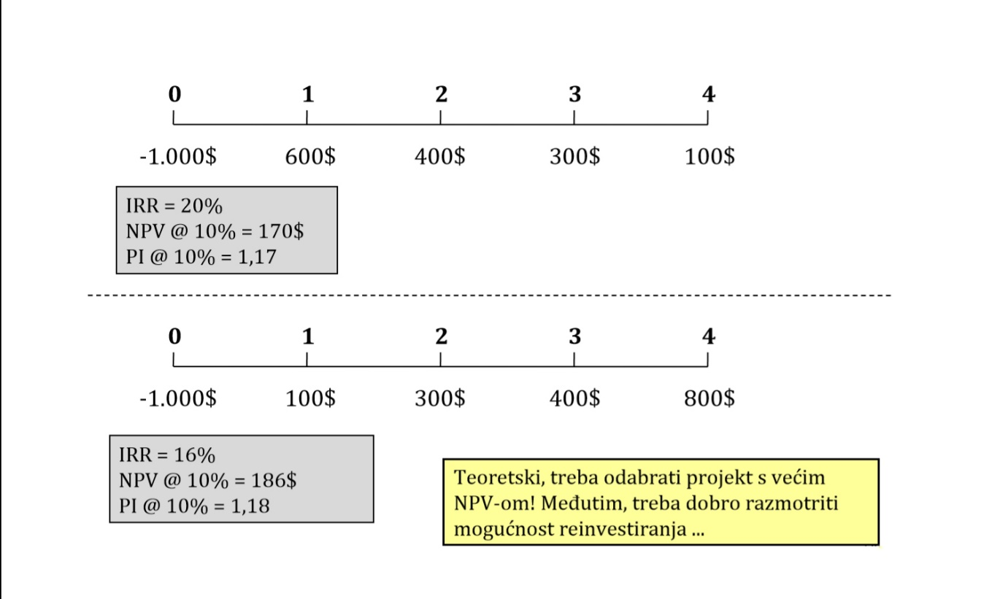 0 1 2 3 4
-1.000$ 600$ 400$ 300$ 100$
IRR = 20%
NPV @ 10% = 170$
PI @ 10% = 1,17
0 1 2 3 4
-1.000$ 100$ 300$ 400$ 800$
IRR = 16%
NPV @ 10% = 186$
PI @ 10% = 1,18
Teoretski, treba odabrati projekt s većim
NPV-om! Međutim, treba dobro razmotriti
mogućnost reinvestiranja ...